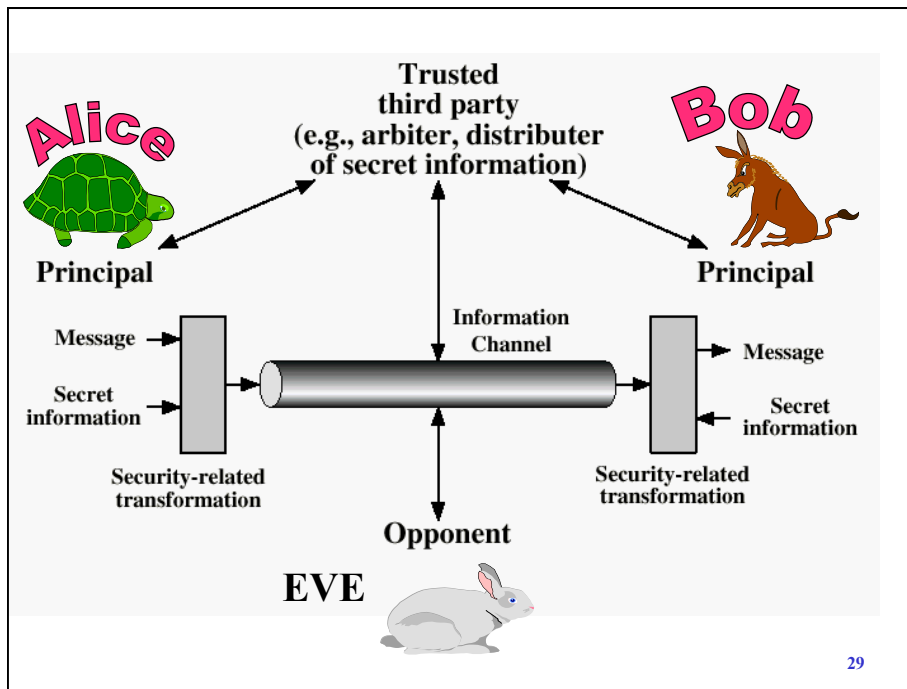 Trusted
third party
(e.g., arbiter, distributer
of secret information)
Alice
Bob
Principal
Principal
Information
Channel
Message
Secret
information
Security-related
transformation
Message
Secret
information
Security-related
transformation
Opponent
EVE
29